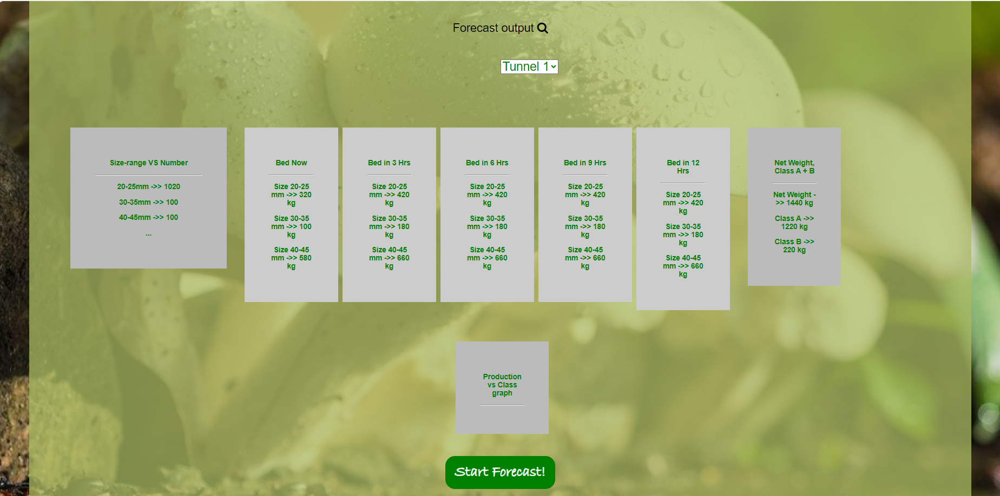 Forecast output
Tunnel 1
Size-range VS Number
20-25mm ->> 1020
30-35mm ->> 100
40-45mm ->> 100
...
Bed Now
Size 20-25
mm ->> 320
kg
Size 30-35
mm ->> 100
kg
Size 40-45
mm ->> 580
kg
Bed in 3 Hrs
Size 20-25
mm ->> 420
kg
Size 30-35
mm ->> 180
kg
Size 40-45
mm ->> 660
kg
Bed in 6 Hrs
Size 20-25
mm ->> 420
kg
Size 30-35
mm ->> 180
kg
Size 40-45
mm ->> 660
kg
Bed in 9 Hrs
Size 20-25
mm ->> 420
kg
Size 30-35
mm ->> 180
kg
Size 40-45
mm ->> 660
kg
Bed in 12
Hrs
Size 20-25
mm ->> 420
kg
Size 30-35
mm ->> 180
kg
Size 40-45
mm ->> 660
kg
Net Weight,
Class A + B
Net Weight -
>> 1440 kg
Class A ->>
1220 kg
Class B ->>
220 kg
Production
vs Class
graph
Start Forecast!